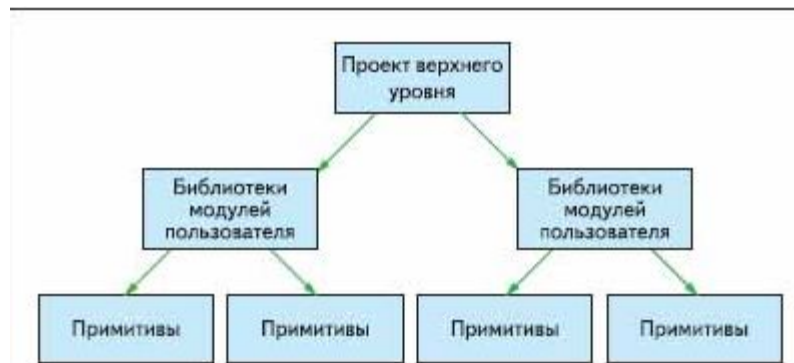 Проект верхнего
уровня
Библиотеки
модулей
пользователя
Библиотеки
модулей
пользователя
Примитивы
Примитивы
Примитивы
Примитивы